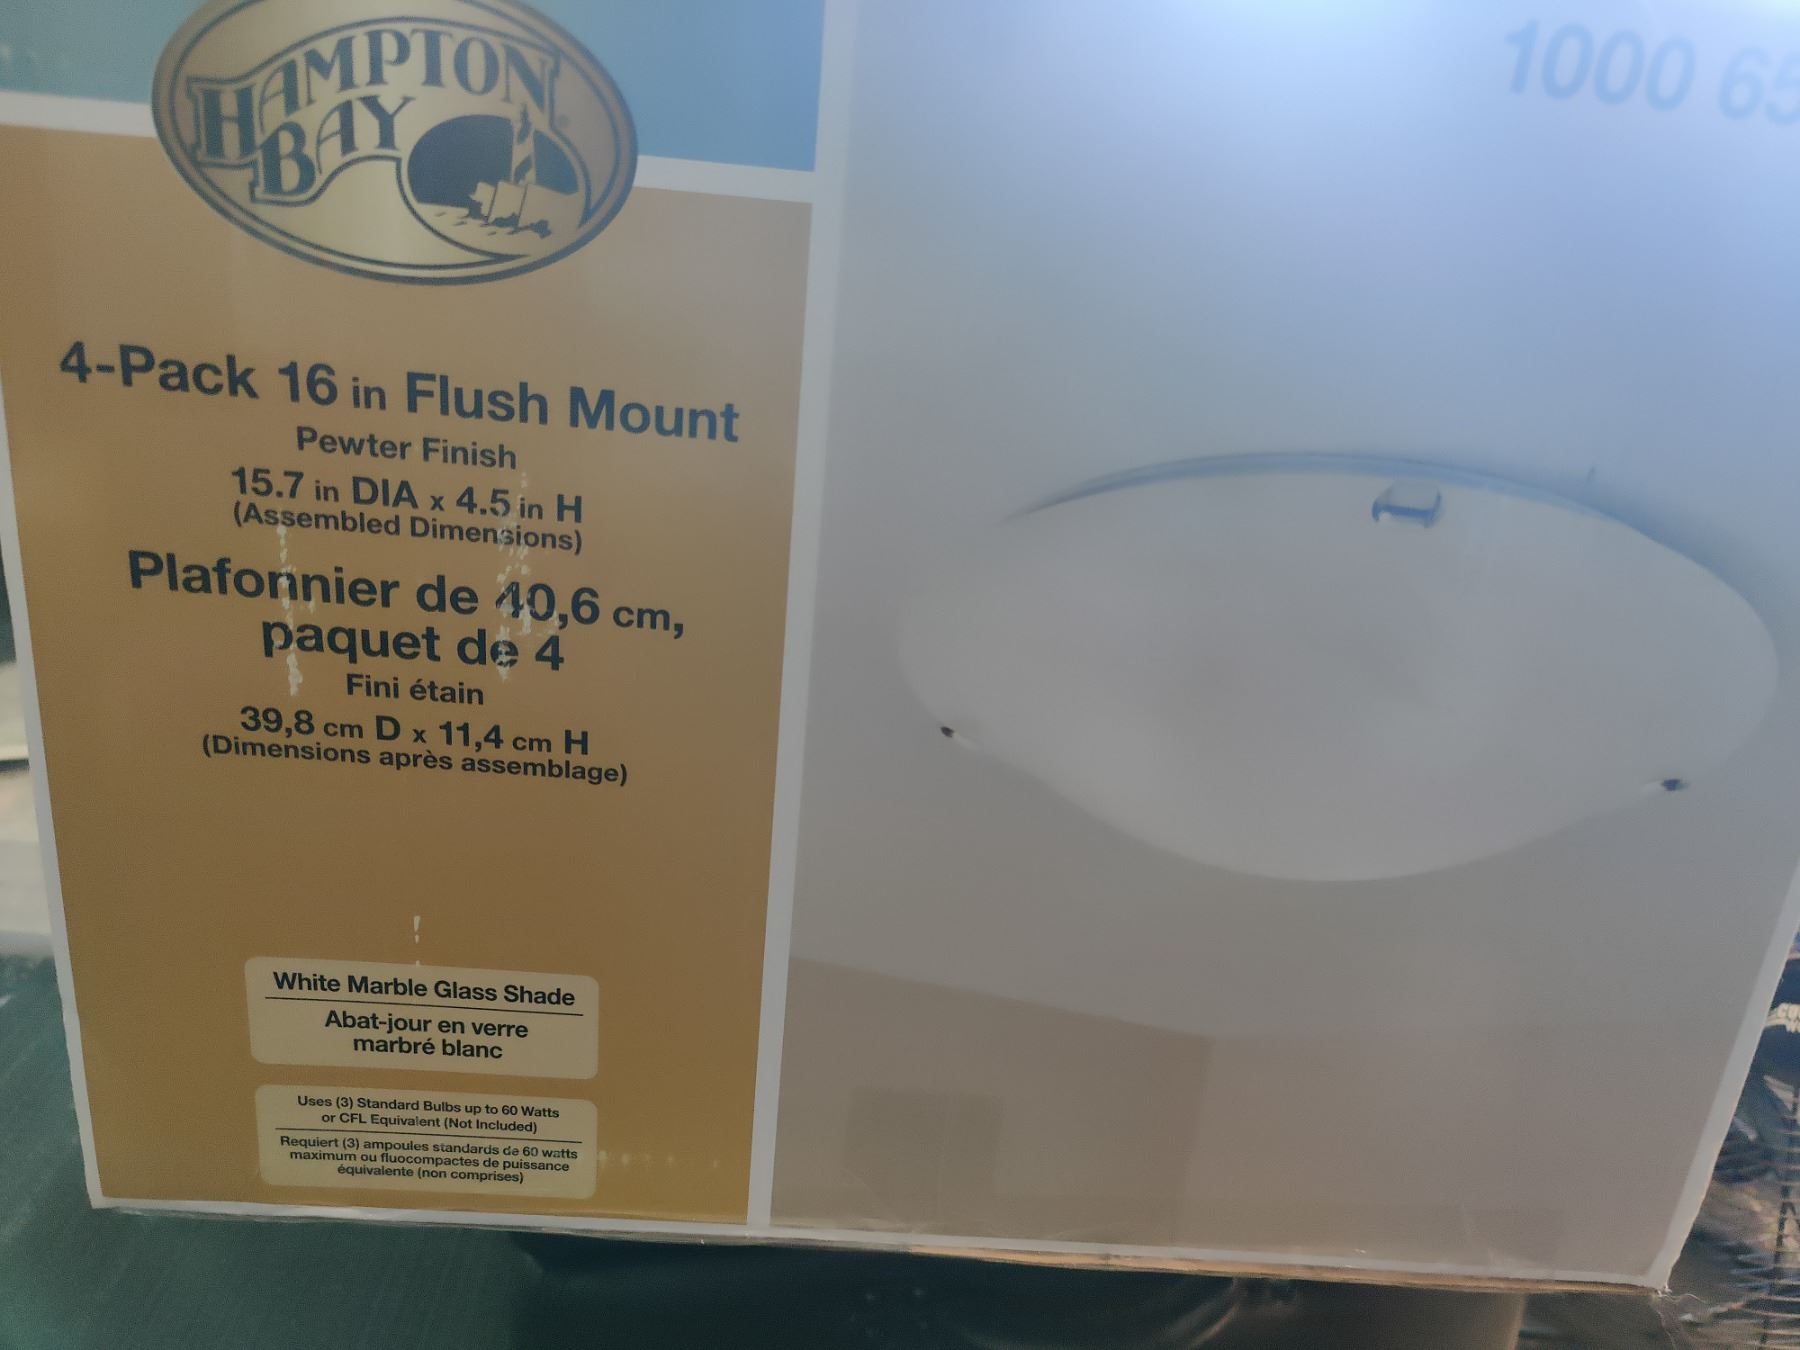 HAMPTON
BAY
1000 65
4-Pack 16 in Flush Mount
Pewter Finish
15.7 in DIA x 4.5 in H
(Assembled Dimensions)
Plafonnier de 40,6 cm,
paquet de 4
Fini étain
39,8 cm D x 11,4 cm H
(Dimensions après assemblage)
White Marble Glass Shade
Abat-jour en verre
marbré blanc
Uses (3) Standard Bulbs up to 60 Watts
or CFL Equivalent (Not Included)
Requiert (3) ampoules standards de 60 watts
maximum ou fluocompactes de puissance
équivalente (non comprises)